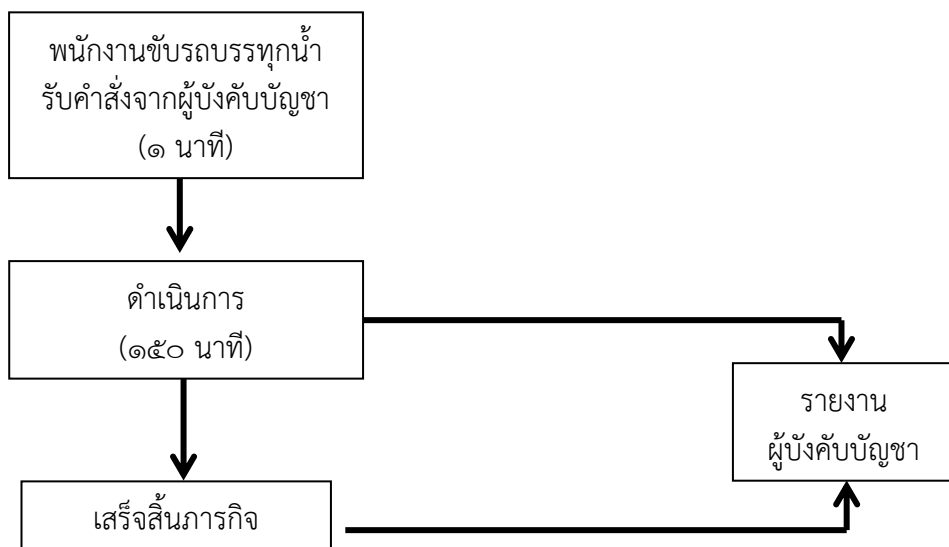 พนักงานขับรถบรรทุกน้ำ
รับคำสั่งจากผู้บังคับบัญชา
(๑ นาที)
ดำเนินการ
(๑๕๐ นาที)
รายงาน
ผู้บังคับบัญชา
เสร็จสิ้นภารกิจ